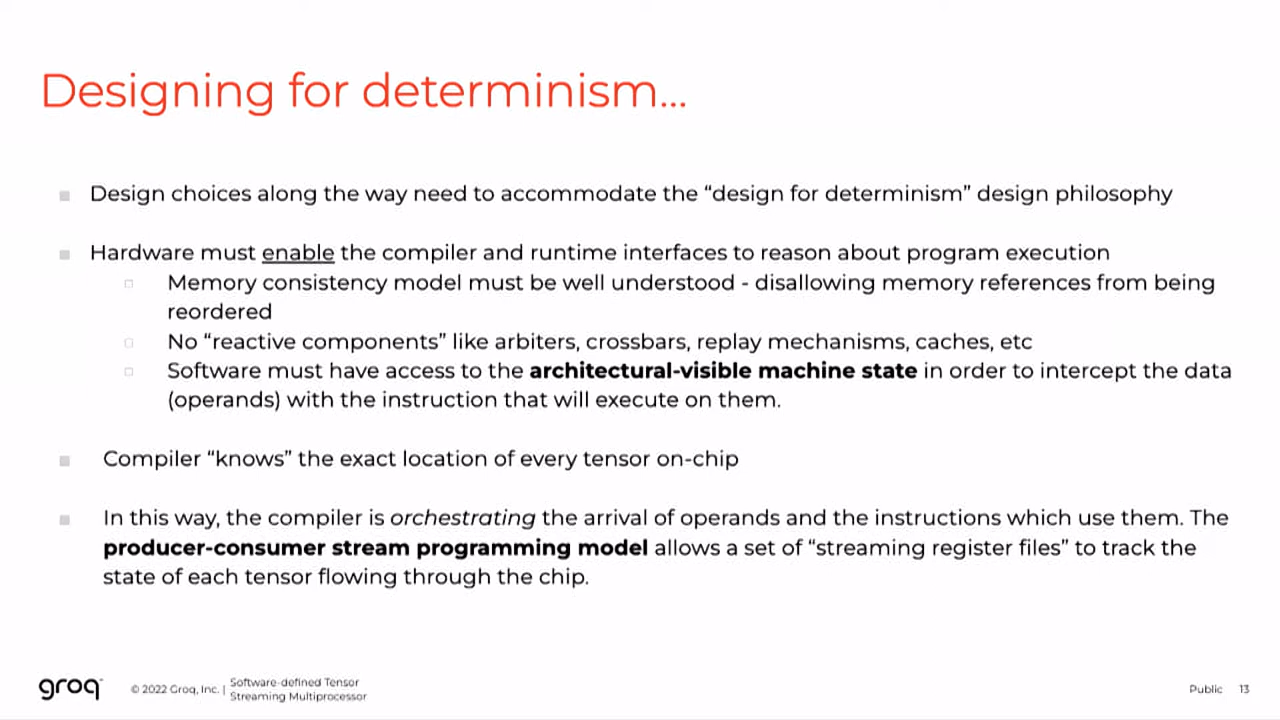 Designing for determinism...
Design choices along the way need to accommodate the “design for determinism” design philosophy
Hardware must enable the compiler and runtime interfaces to reason about program execution
Memory consistency model must be well understood - disallowing memory references from being
reordered
No “reactive components” like arbiters, crossbars, replay mechanisms, caches, etc
Software must have access to the architectural-visible machine state in order to intercept the data
(operands) with the instruction that will execute on them.
Compiler “knows” the exact location of every tensor on-chip
In this way, the compiler is orchestrating the arrival of operands and the instructions which use them. The
producer-consumer stream programming model allows a set of “streaming register files” to track the
state of each tensor flowing through the chip.
groq
© 2022 Groq, Inc. |
Software-defined Tensor
Streaming Multiprocessor
Public 13